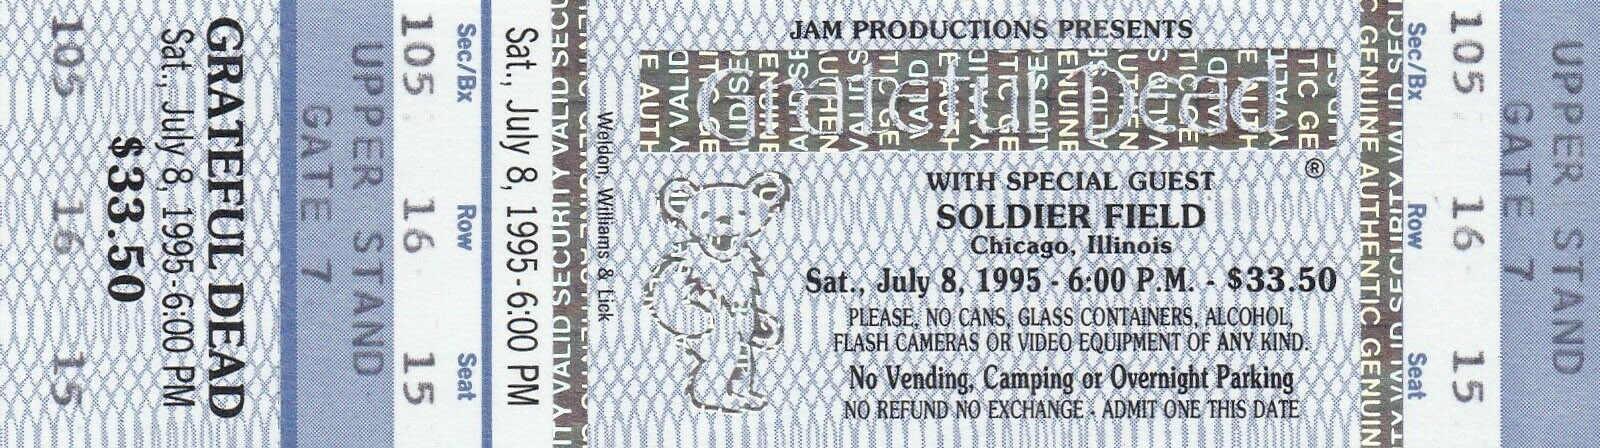 105 16 15
GRATEFUL DEAD
Sat., July 8, 1995-6:00 PM
$33.50
UPPER STAND
GATE 7
Sec/Bx Row Seat
105 16 15
Sat., July 8, 1995-6:00 PM
Weldon, Williams & Lick
JAM PRODUCTIONS PRESENTS
Grateful Dead
®
WITH SPECIAL GUEST
SOLDIER FIELD
Chicago, Illinois
Sat., July 8, 1995 - 6:00 P.M. - $33.50
PLEASE, NO CANS, GLASS CONTAINERS, ALCOHOL,
FLASH CAMERAS OR VIDEO EQUIPMENT OF ANY KIND.
No Vending, Camping or Overnight Parking
NO REFUND NO EXCHANGE - ADMIT ONE THIS DATE
GENUINE AUTHENTIC GENUINE
Sec/Bx Row Seat
105 16 15
UPPER STAND
GATE 7